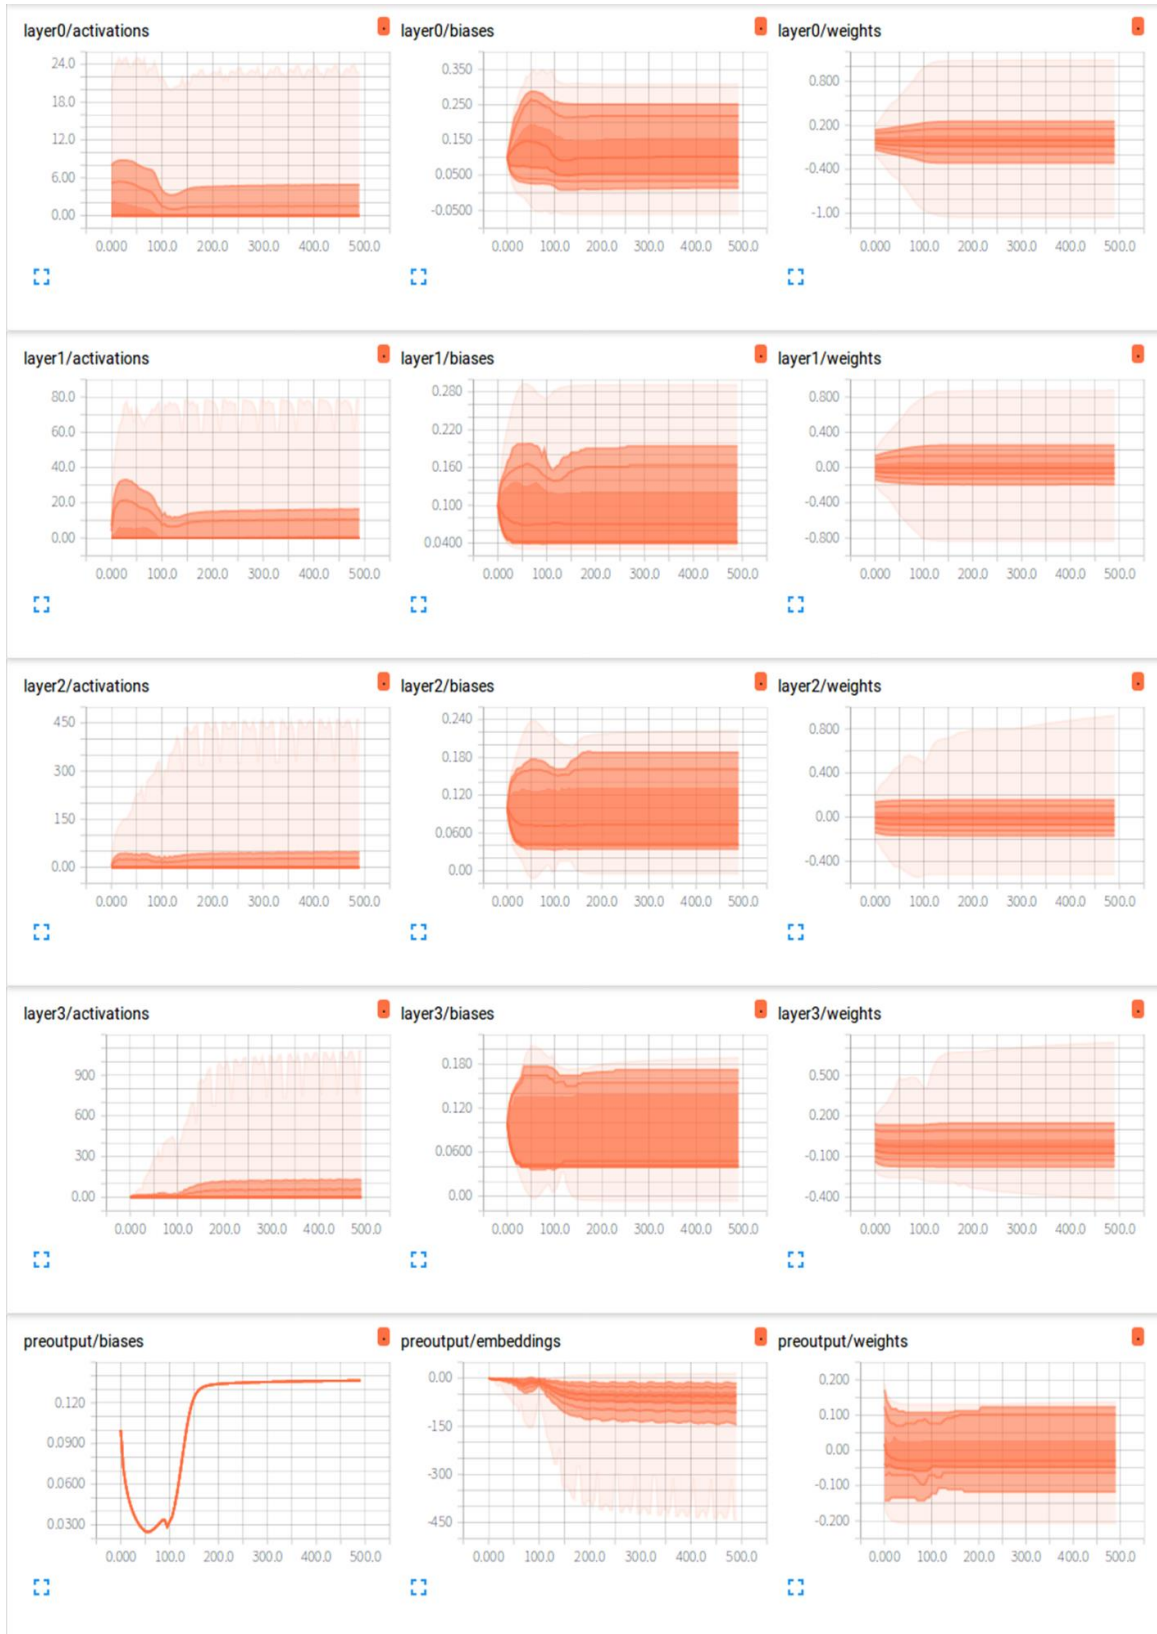 layer0/activations
24.0
18.0
12.0
6.00
0.00
0.000 100.0 200.0 300.0 400.0 500.0
layer0/biases
0.350
0.250
0.150
0.0500
-0.0500
0.000 100.0 200.0 300.0 400.0 500.0
layer0/weights
0.800
0.200
-0.400
-1.00
0.000 100.0 200.0 300.0 400.0 500.0
layer1/activations
80.0
60.0
40.0
20.0
0.00
0.000 100.0 200.0 300.0 400.0 500.0
layer1/biases
0.280
0.220
0.160
0.100
0.0400
0.000 100.0 200.0 300.0 400.0 500.0
layer1/weights
0.800
0.400
0.00
-0.400
-0.800
0.000 100.0 200.0 300.0 400.0 500.0
layer2/activations
450
300
150
0.00
0.000 100.0 200.0 300.0 400.0 500.0
layer2/biases
0.240
0.180
0.120
0.0600
0.00
0.000 100.0 200.0 300.0 400.0 500.0
layer2/weights
0.800
0.400
0.00
-0.400
0.000 100.0 200.0 300.0 400.0 500.0
layer3/activations
900
600
300
0.00
0.000 100.0 200.0 300.0 400.0 500.0
layer3/biases
0.180
0.120
0.0600
0.00
0.000 100.0 200.0 300.0 400.0 500.0
layer3/weights
0.500
0.200
-0.100
-0.400
0.000 100.0 200.0 300.0 400.0 500.0
preoutput/biases
0.120
0.0900
0.0600
0.0300
0.000 100.0 200.0 300.0 400.0 500.0
preoutput/embeddings
0.00
-150
-300
-450
0.000 100.0 200.0 300.0 400.0 500.0
preoutput/weights
0.200
0.100
0.00
-0.100
-0.200
0.000 100.0 200.0 300.0 400.0 500.0